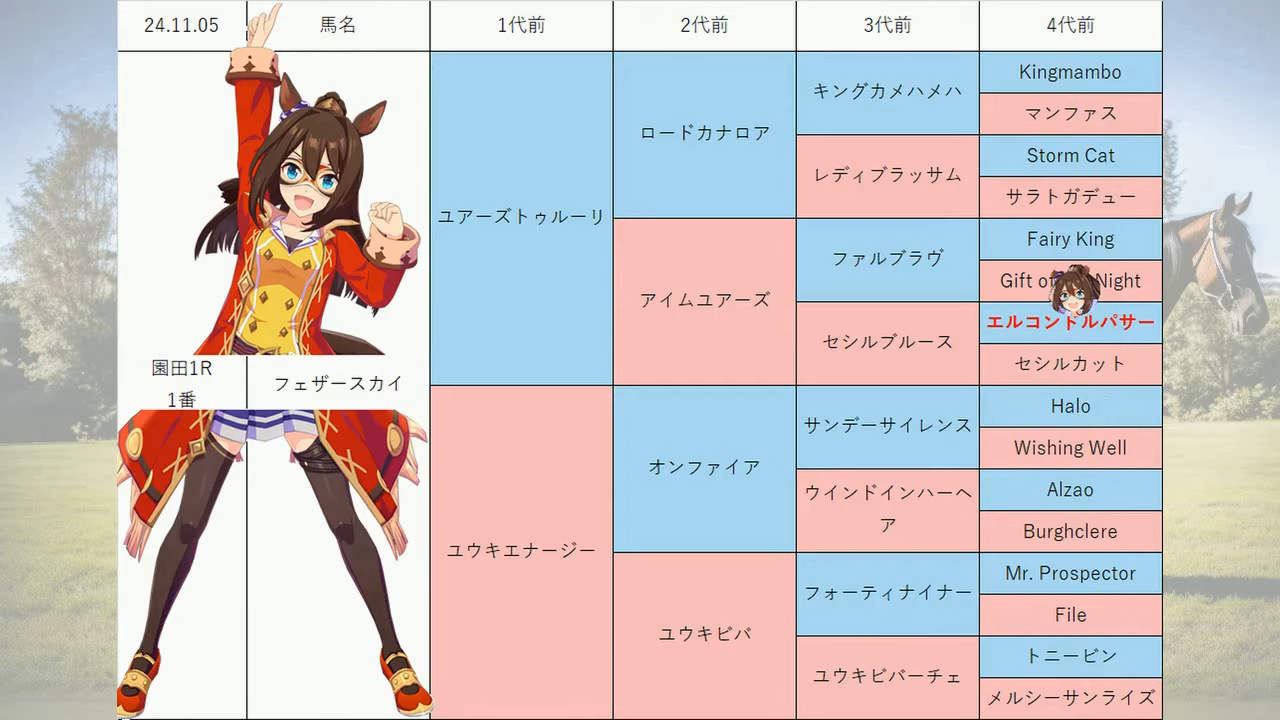 24.11.05 馬名 1代前 2代前 3代前 4代前
園田1R
1番
フェザースカイ
ユアーズトゥルーリ
ユウキエナージー
ロードカナロア
アイムユアーズ
オンファイア
ユウキビバ
キングカメハメハ
レディブラッサム
ファルブラヴ
セシルブルース
サンデーサイレンス
ウインドインハーヘ
ア
フォーティナイナー
ユウキビバーチェ
Kingmambo
マンファス
Storm Cat
サラトガデュー
Fairy King
Gift of Night
エルコンドルパサー
セシルカット
Halo
Wishing Well
Alzao
Burghclere
Mr. Prospector
File
トニービン
メルシーサンライズ